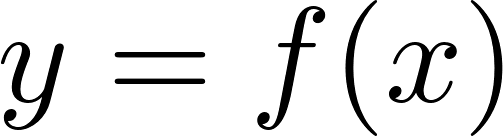 y = f(x)